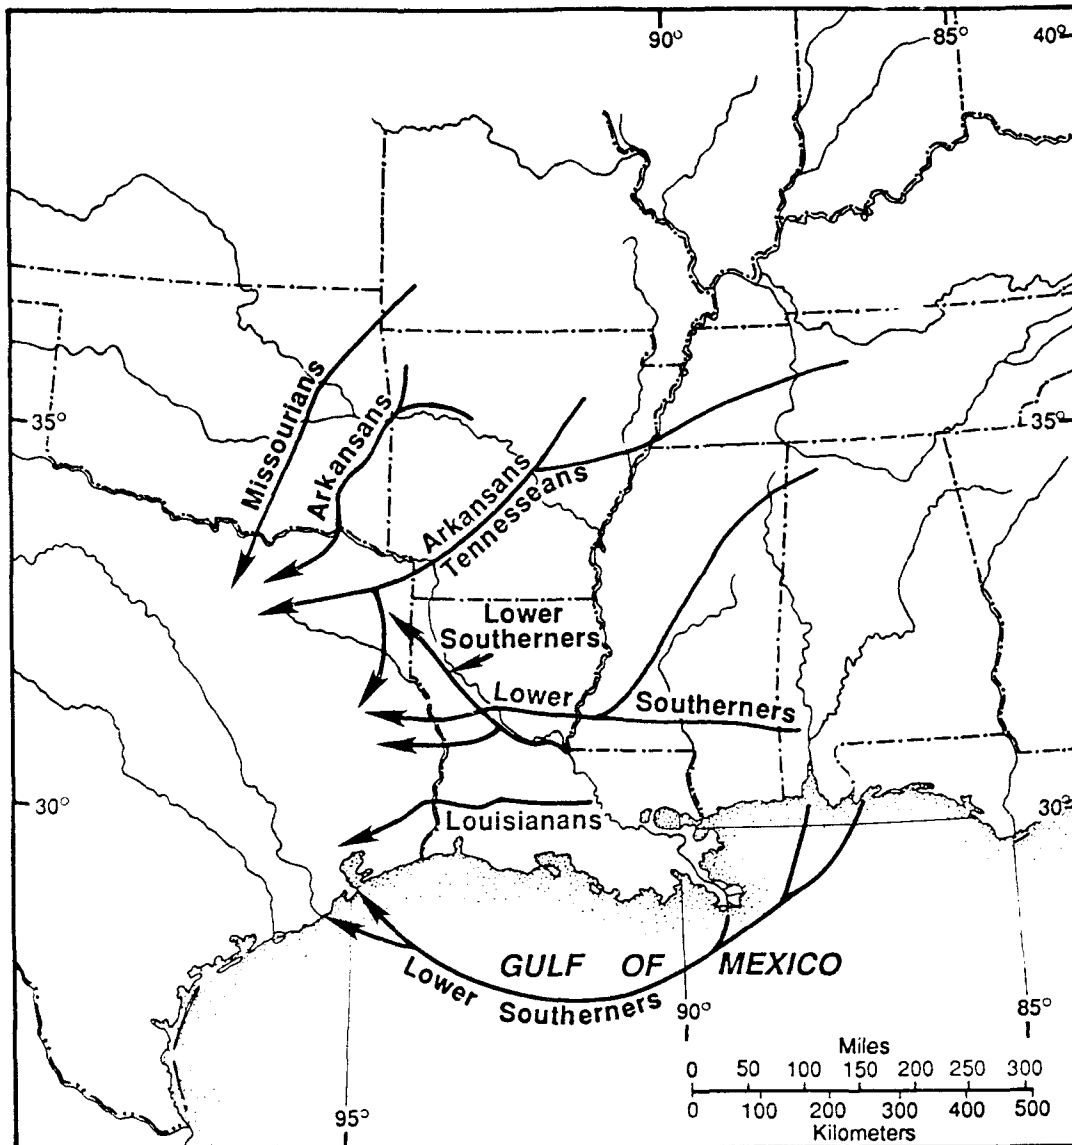 90°
85°
40°
35°
Missourians
Arkansans
Arkansans
Tennesseans
35°
Lower
Southerners
Lower Southerners
30°
Louisianans
30°
GULF OF MEXICO
Lower Southerners
95°
90°
85°
Miles
0 50 100 150 200 250 300
0 100 200 300 400 500
Kilometers